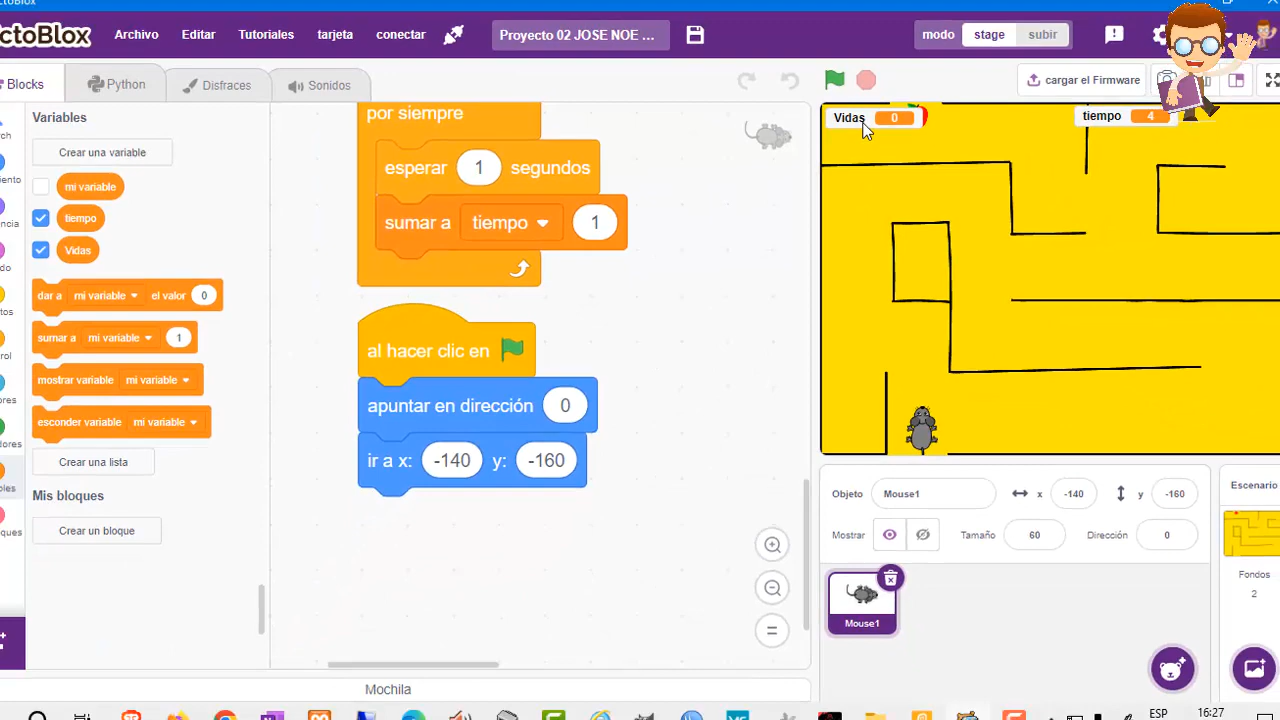 ctoBlox
ctoBlox
Archivo
Editar
Tutoriales
tarjeta
conectar
Proyecto 02 JOSE NOE ...
modo
stage
subir
Blocks
Python
Disfraces
Sonidos
cargar el Firmware
Variables
Crear una variable
mi variable
tiempo
Vidas
dar a mi variable el valor 0
sumar a mi variable 1
mostrar variable mi variable
esconder variable mi variable
Crear una lista
Mis bloques
Crear un bloque
por siempre
esperar 1 segundos
sumar a tiempo 1
al hacer clic en
apuntar en dirección 0
ir a x: -140 y: -160
Mochila
Vidas 0
tiempo 4
Objeto
Mouse1
x
-140
y
-160
Mostrar
Tamaño
60
Dirección
0
Mouse1
Escenario
Fondos
2
ESP
16:27